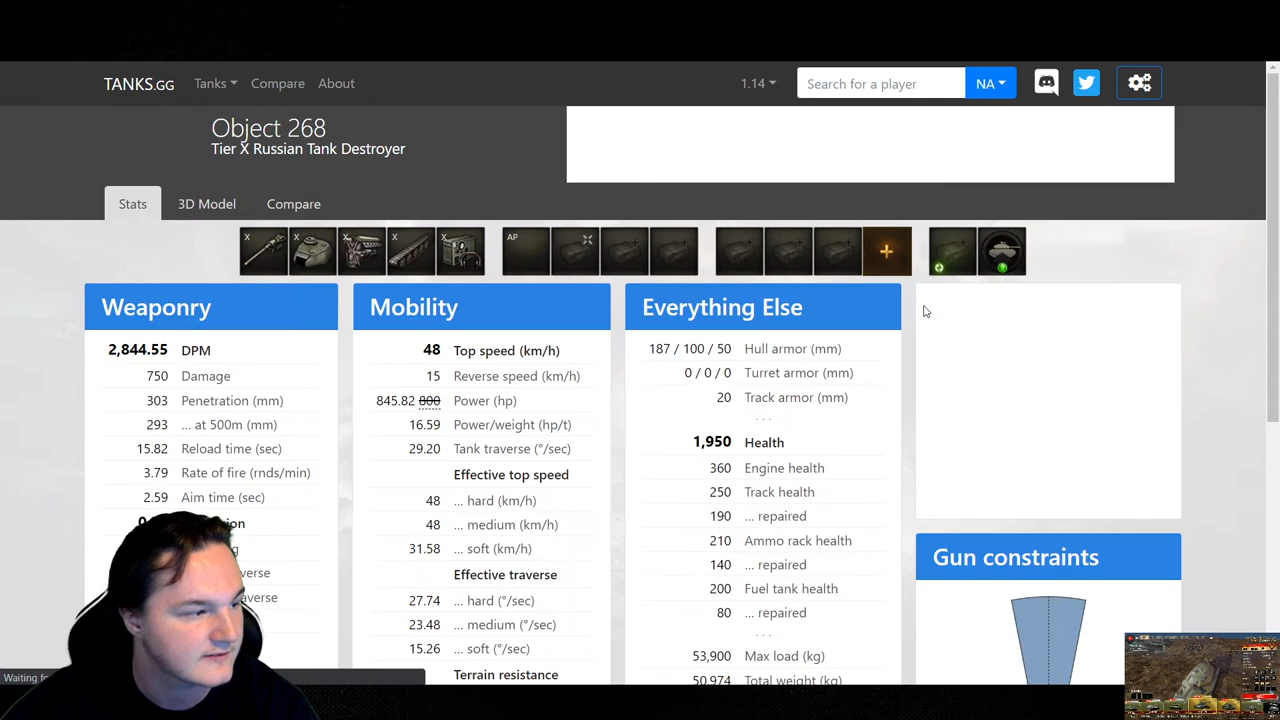 TANKS.GG Tanks Compare About 1.14 Search for a player NA
Object 268
Tier X Russian Tank Destroyer
Stats 3D Model Compare
X X X X X AP
Weaponry
2,844.55 DPM
750 Damage
303 Penetration (mm)
293 ... at 500m (mm)
15.82 Reload time (sec)
3.79 Rate of fire (rnds/min)
2.59 Aim time (sec)
Mobility
48 Top speed (km/h)
15 Reverse speed (km/h)
845.82 800 Power (hp)
16.59 Power/weight (hp/t)
29.20 Tank traverse (°/sec)
Effective top speed
48 ... hard (km/h)
48 ... medium (km/h)
31.58 ... soft (km/h)
Effective traverse
27.74 ... hard (°/sec)
23.48 ... medium (°/sec)
15.26 ... soft (°/sec)
Terrain resistance
Everything Else
187 / 100 / 50 Hull armor (mm)
0 / 0 / 0 Turret armor (mm)
20 Track armor (mm)
. . .
1,950 Health
360 Engine health
250 Track health
190 ... repaired
210 Ammo rack health
140 ... repaired
200 Fuel tank health
80 ... repaired
. . .
53,900 Max load (kg)
50,974 Total weight (kg)
Gun constraints
Waiting for